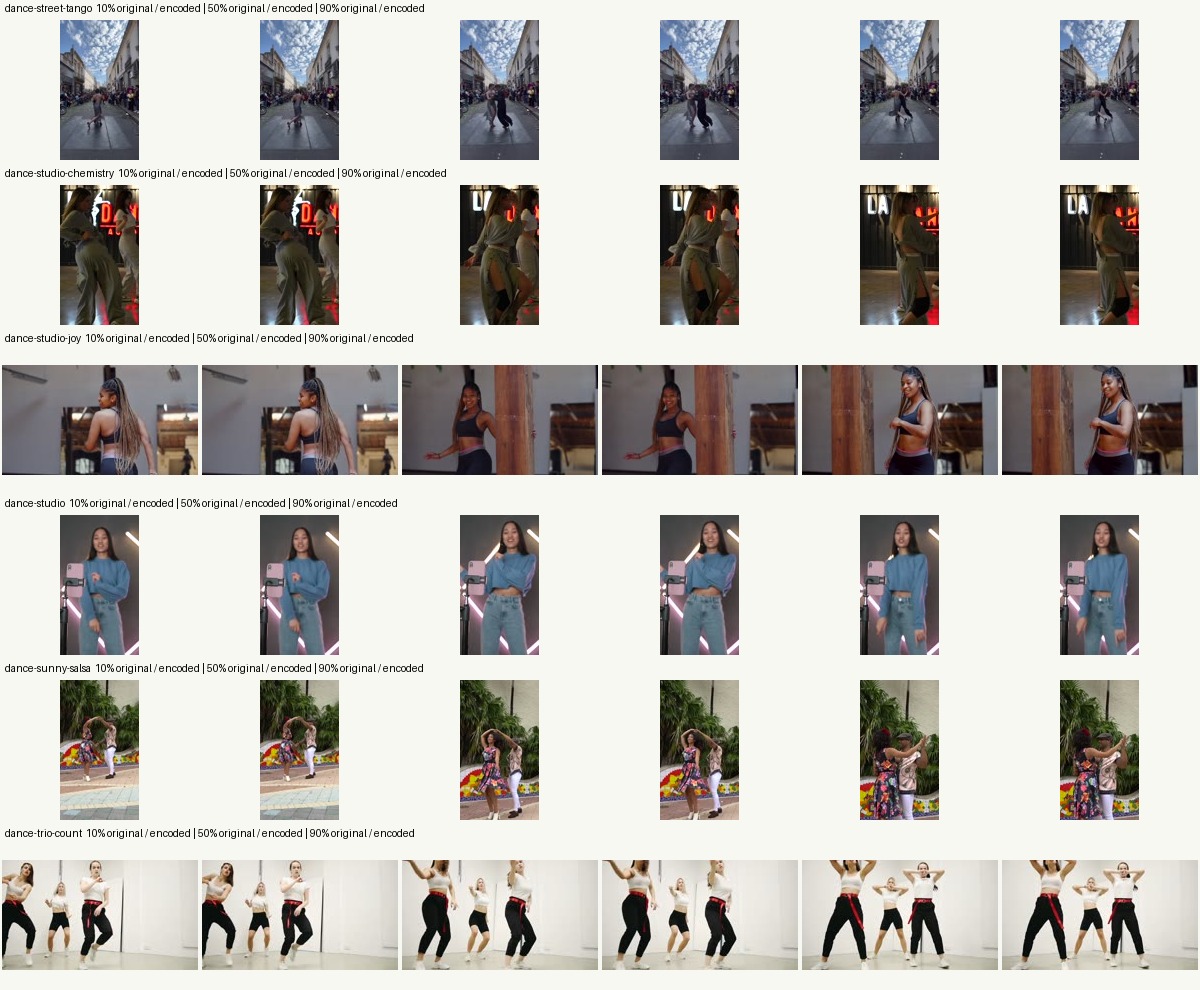 dance-street-tango 10% original / encoded | 50% original / encoded | 90% original / encoded
dance-studio-chemistry 10% original / encoded | 50% original / encoded | 90% original / encoded
LA
LA
dance-studio-joy 10% original / encoded | 50% original / encoded | 90% original / encoded
dance-studio 10% original / encoded | 50% original / encoded | 90% original / encoded
dance-sunny-salsa 10% original / encoded | 50% original / encoded | 90% original / encoded
dance-trio-count 10% original / encoded | 50% original / encoded | 90% original / encoded